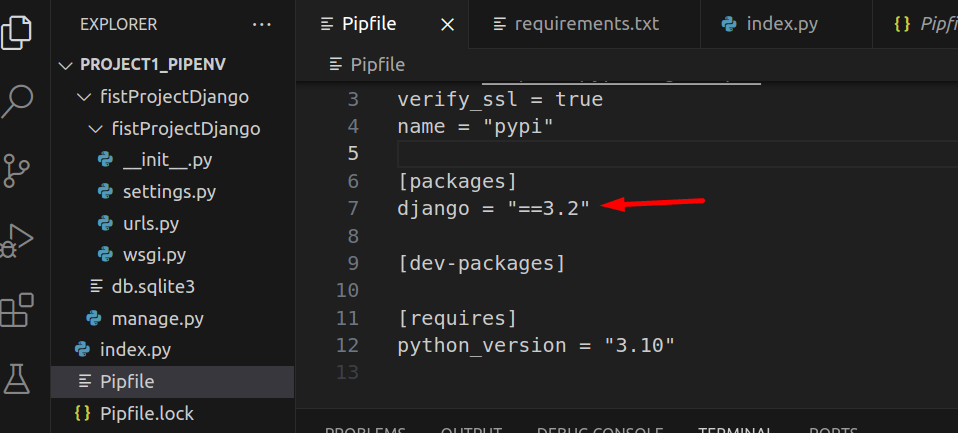 EXPLORER
PROJECT1_PIPENV
fistProjectDjango
fistProjectDjango
__init__.py
settings.py
urls.py
wsgi.py
db.sqlite3
manage.py
index.py
Pipfile
Pipfile.lock
Pipfile
requirements.txt
index.py
{ } Pipfi
Pipfile
3 verify_ssl = true
4 name = "pypi"
5
6 [packages]
7 django = "==3.2"
8
9 [dev-packages]
10
11 [requires]
12 python_version = "3.10"
13
PROBLEMS OUTPUT DEBUG CONSOLE TERMINAL PORTS